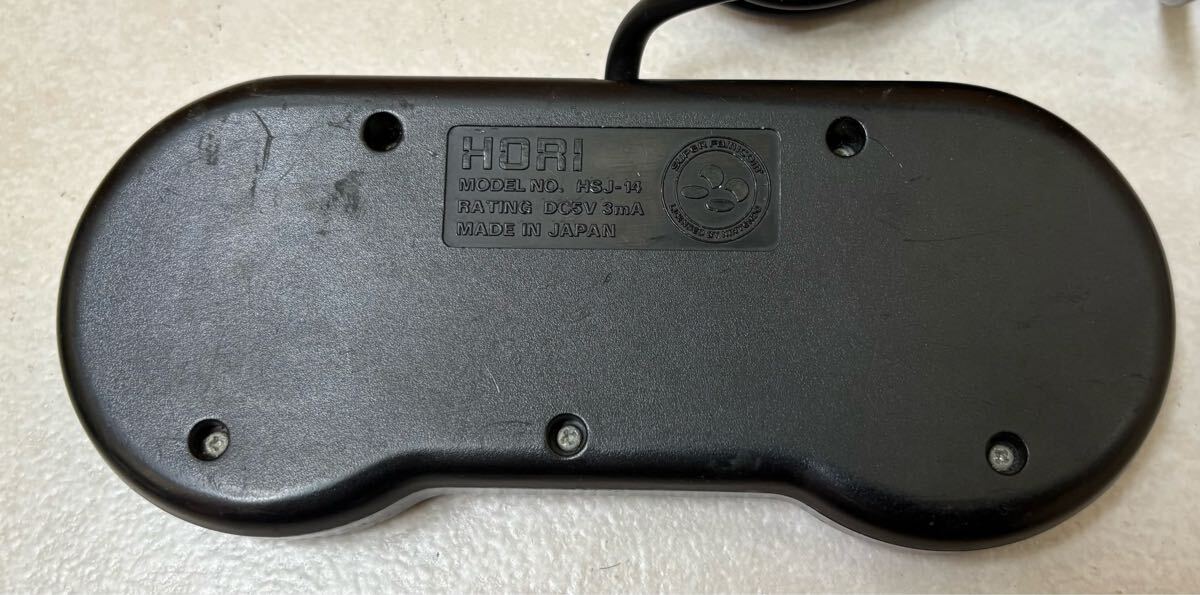 HORI
MODEL NO. HSJ-14
RATING DC5V 3mA
MADE IN JAPAN
SUPER FAMICOM
LICENSED BY NINTENDO